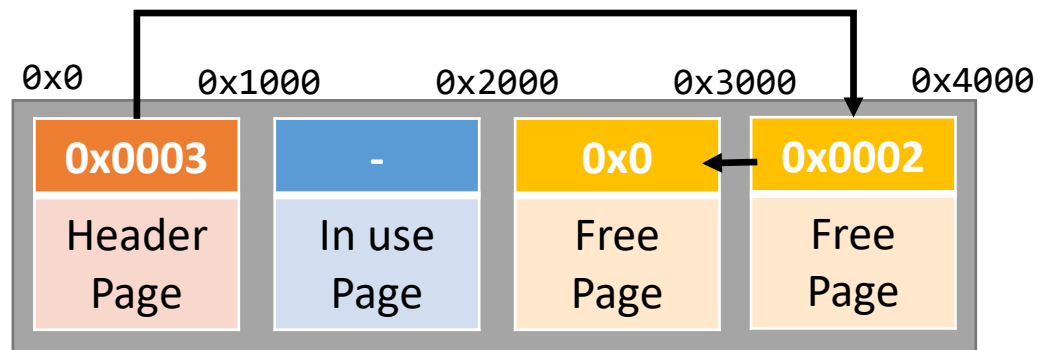 0x0 0x1000 0x2000 0x3000 0x4000
0x0003 - 0x0 0x0002
Header In use Free Free
Page Page Page Page